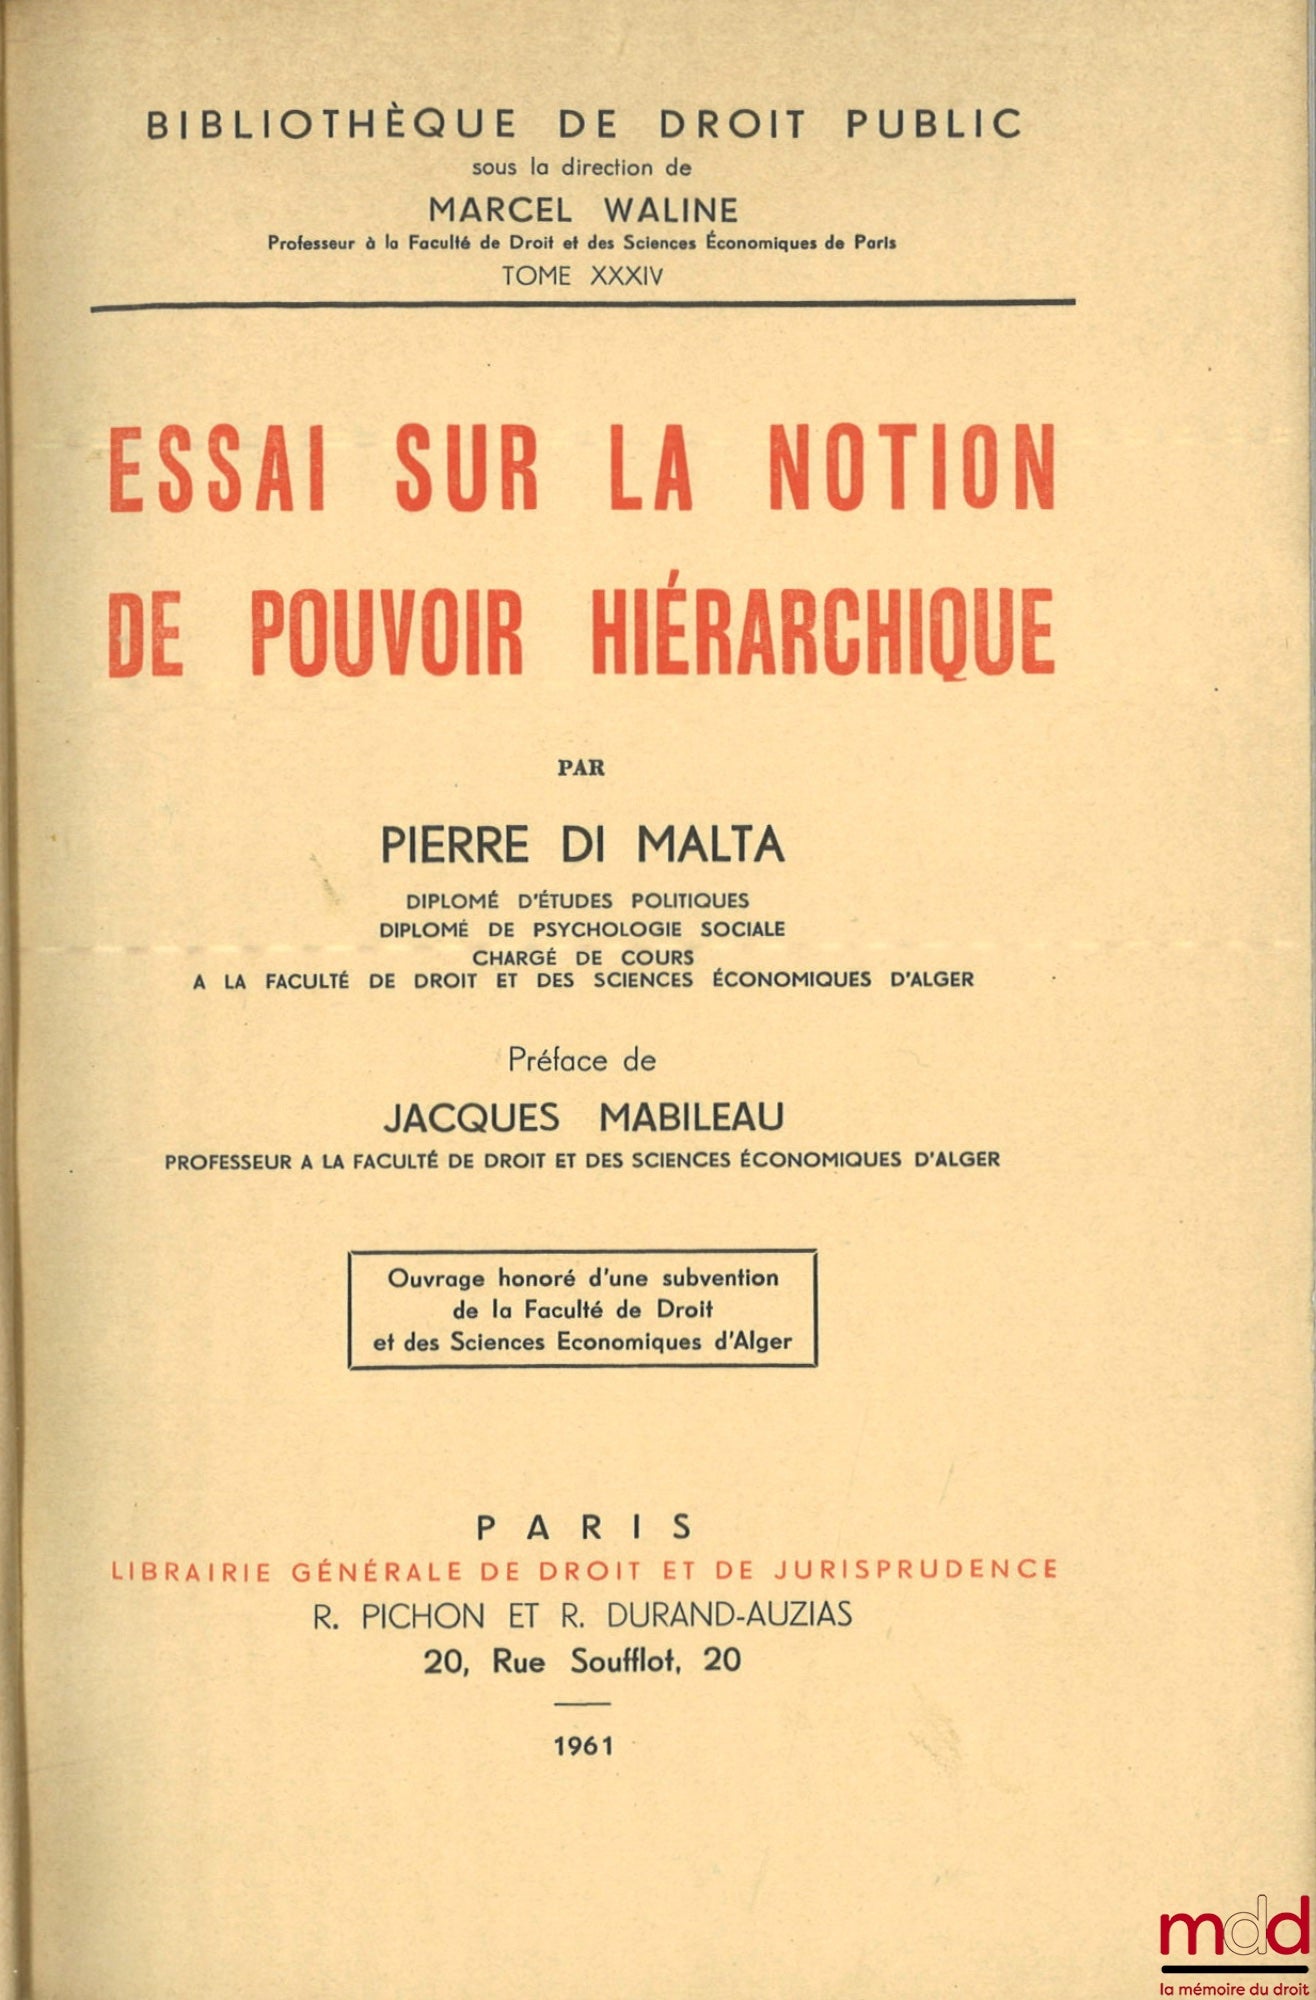 BIBLIOTHÈQUE DE DROIT PUBLIC
sous la direction de
MARCEL WALINE
Professeur à la Faculté de Droit et des Sciences Économiques de Paris
TOME XXXIV
ESSAI SUR LA NOTION
DE POUVOIR HIÉRARCHIQUE
PAR
PIERRE DI MALTA
DIPLOMÉ D'ÉTUDES POLITIQUES
DIPLOMÉ DE PSYCHOLOGIE SOCIALE
CHARGÉ DE COURS
A LA FACULTÉ DE DROIT ET DES SCIENCES ÉCONOMIQUES D'ALGER
Préface de
JACQUES MABILEAU
PROFESSEUR A LA FACULTÉ DE DROIT ET DES SCIENCES ÉCONOMIQUES D'ALGER
Ouvrage honoré d'une subvention
de la Faculté de Droit
et des Sciences Economiques d'Alger
PARIS
LIBRAIRIE GÉNÉRALE DE DROIT ET DE JURISPRUDENCE
R. PICHON ET R. DURAND-AUZIAS
20, Rue Soufflot, 20
1961
mdd
la mémoire du droit